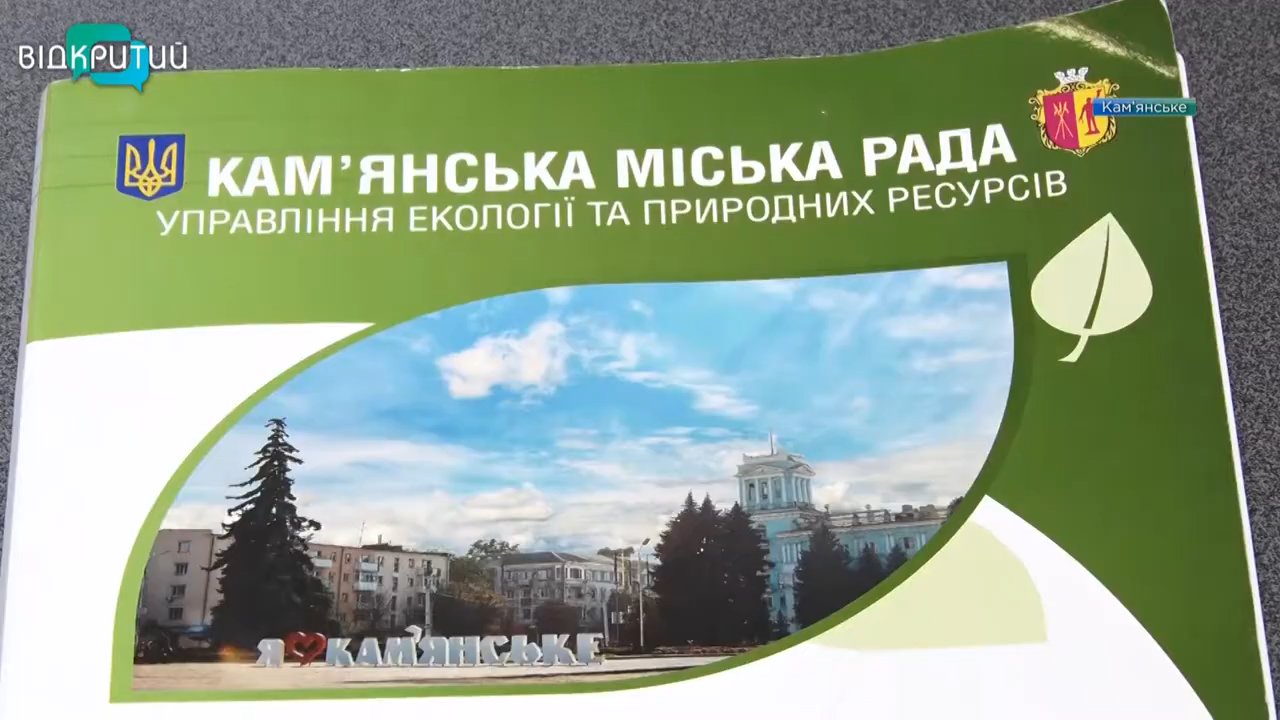 ВІДКРИТИЙ
Кам'янське
КАМ’ЯНСЬКА МІСЬКА РАДА
УПРАВЛІННЯ ЕКОЛОГІЇ ТА ПРИРОДНИХ РЕСУРСІВ
Я КАМ'ЯНСЬКЕ